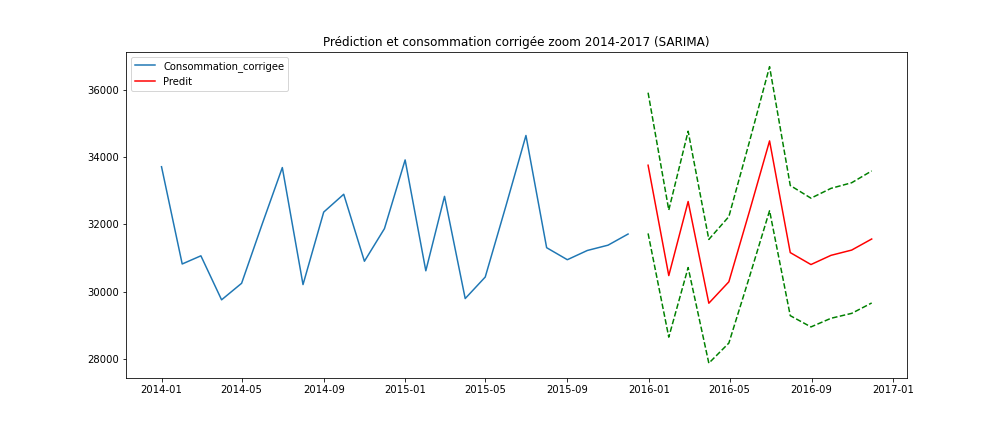 Prédiction et consommation corrigée zoom 2014-2017 (SARIMA)
Consommation_corrigee
Predit
36000
34000
32000
30000
28000
2014-01 2014-05 2014-09 2015-01 2015-05 2015-09 2016-01 2016-05 2016-09 2017-01